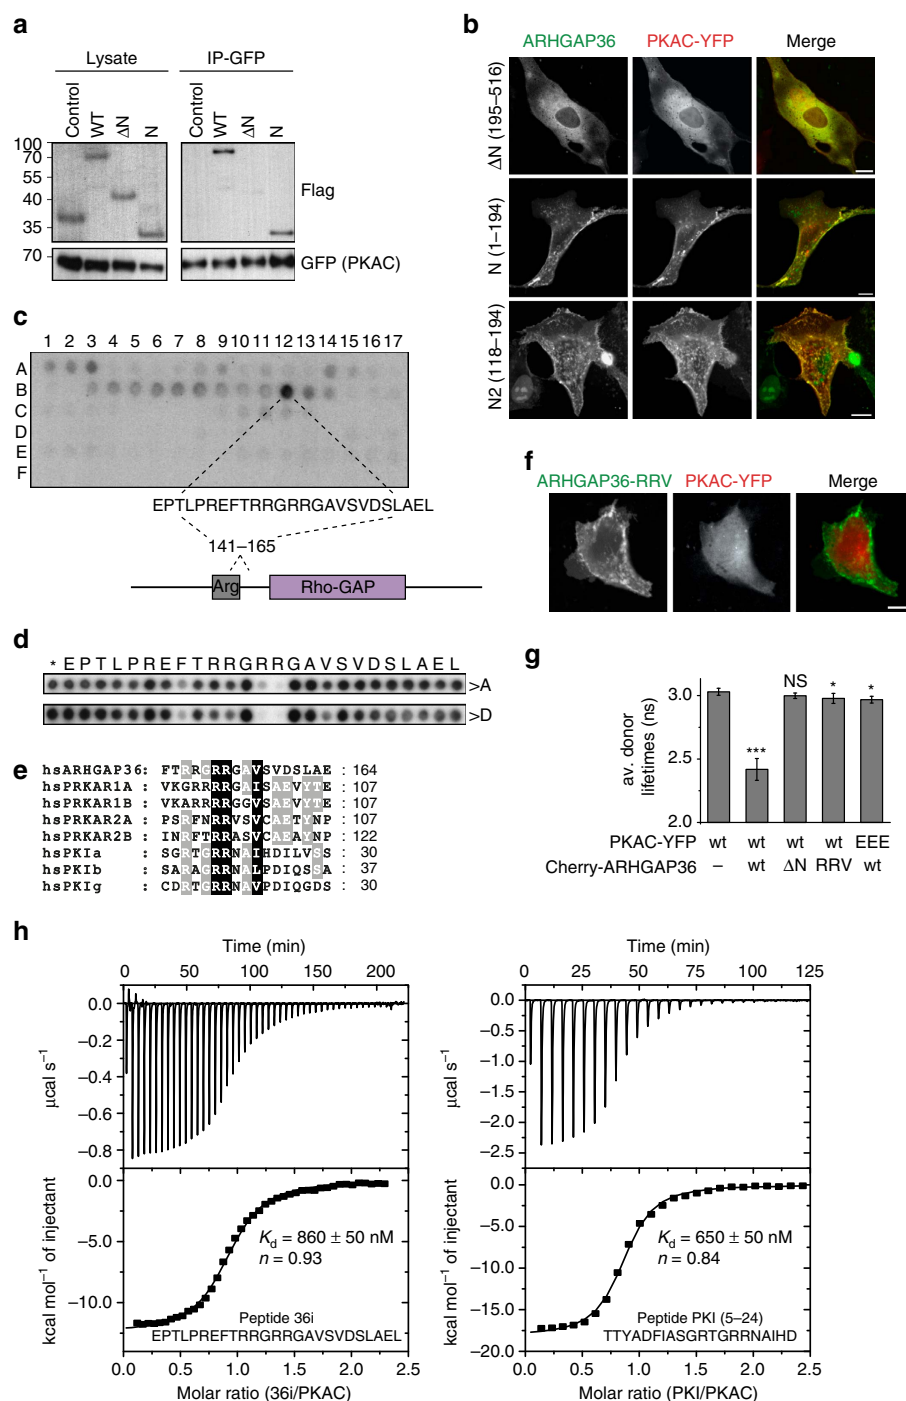 a
Lysate
IP-GFP
Control
WT
ΔN
N
Control
WT
ΔN
N
100
70
55
40
35
70
Flag
GFP (PKAC)
b
ARHGAP36
PKAC-YFP
Merge
ΔN (195–516)
N (1–194)
N2 (118–194)
c
1 2 3 4 5 6 7 8 9 10 11 12 13 14 15 16 17
A
B
C
D
E
F
EPTLPREFTRRGRRGAVSVDSLAEL
141–165
Arg
Rho-GAP
d
* E P T L P R E F T R R G R R G A V S V D S L A E L
>A
>D
e
hsARHGAP36 : FTRRGRRGAVSVDSLAE : 164
hsPRKAR1A : VKGRRRRGAISAEVYTE : 107
hsPRKAR1B : VKARRRRGGVSAEVYTE : 107
hsPRKAR2A : PSRFNRRVSVCAETYNP : 107
hsPRKAR2B : INRFTRRASVCAEAYNP : 122
hsPKIa : SGRTGRRNAIHDILVSS : 30
hsPKIb : SARAGRRNALPDIQSSA : 37
hsPKIg : CDRTGRRNAVPDIQGDS : 30
f
ARHGAP36-RRV
PKAC-YFP
Merge
g
av. donor
lifetimes (ns)
3.0
2.5
2.0
***
NS
*
*
PKAC-YFP wt wt wt wt EEE
Cherry-ARHGAP36 – wt ΔN RRV wt
h
Time (min)
0 50 100 150 200
0.0
–0.2
–0.4
–0.6
–0.8
µcal s⁻¹
0.0
–5.0
–10.0
kcal mol⁻¹ of injectant
Kd = 860 ± 50 nM
n = 0.93
Peptide 36i
EPTLPREFTRRGRRGAVSVDSLAEL
0.0 0.5 1.0 1.5 2.0 2.5
Molar ratio (36i/PKAC)
Time (min)
0 25 50 75 100 125
0.0
–0.5
–1.0
–1.5
–2.0
–2.5
µcal s⁻¹
0.0
–5.0
–10.0
–15.0
–20.0
kcal mol⁻¹ of injectant
Kd = 650 ± 50 nM
n = 0.84
Peptide PKI (5–24)
TTYADFIASGRTGRRNAIHD
0.0 0.5 1.0 1.5 2.0 2.5
Molar ratio (PKI/PKAC)